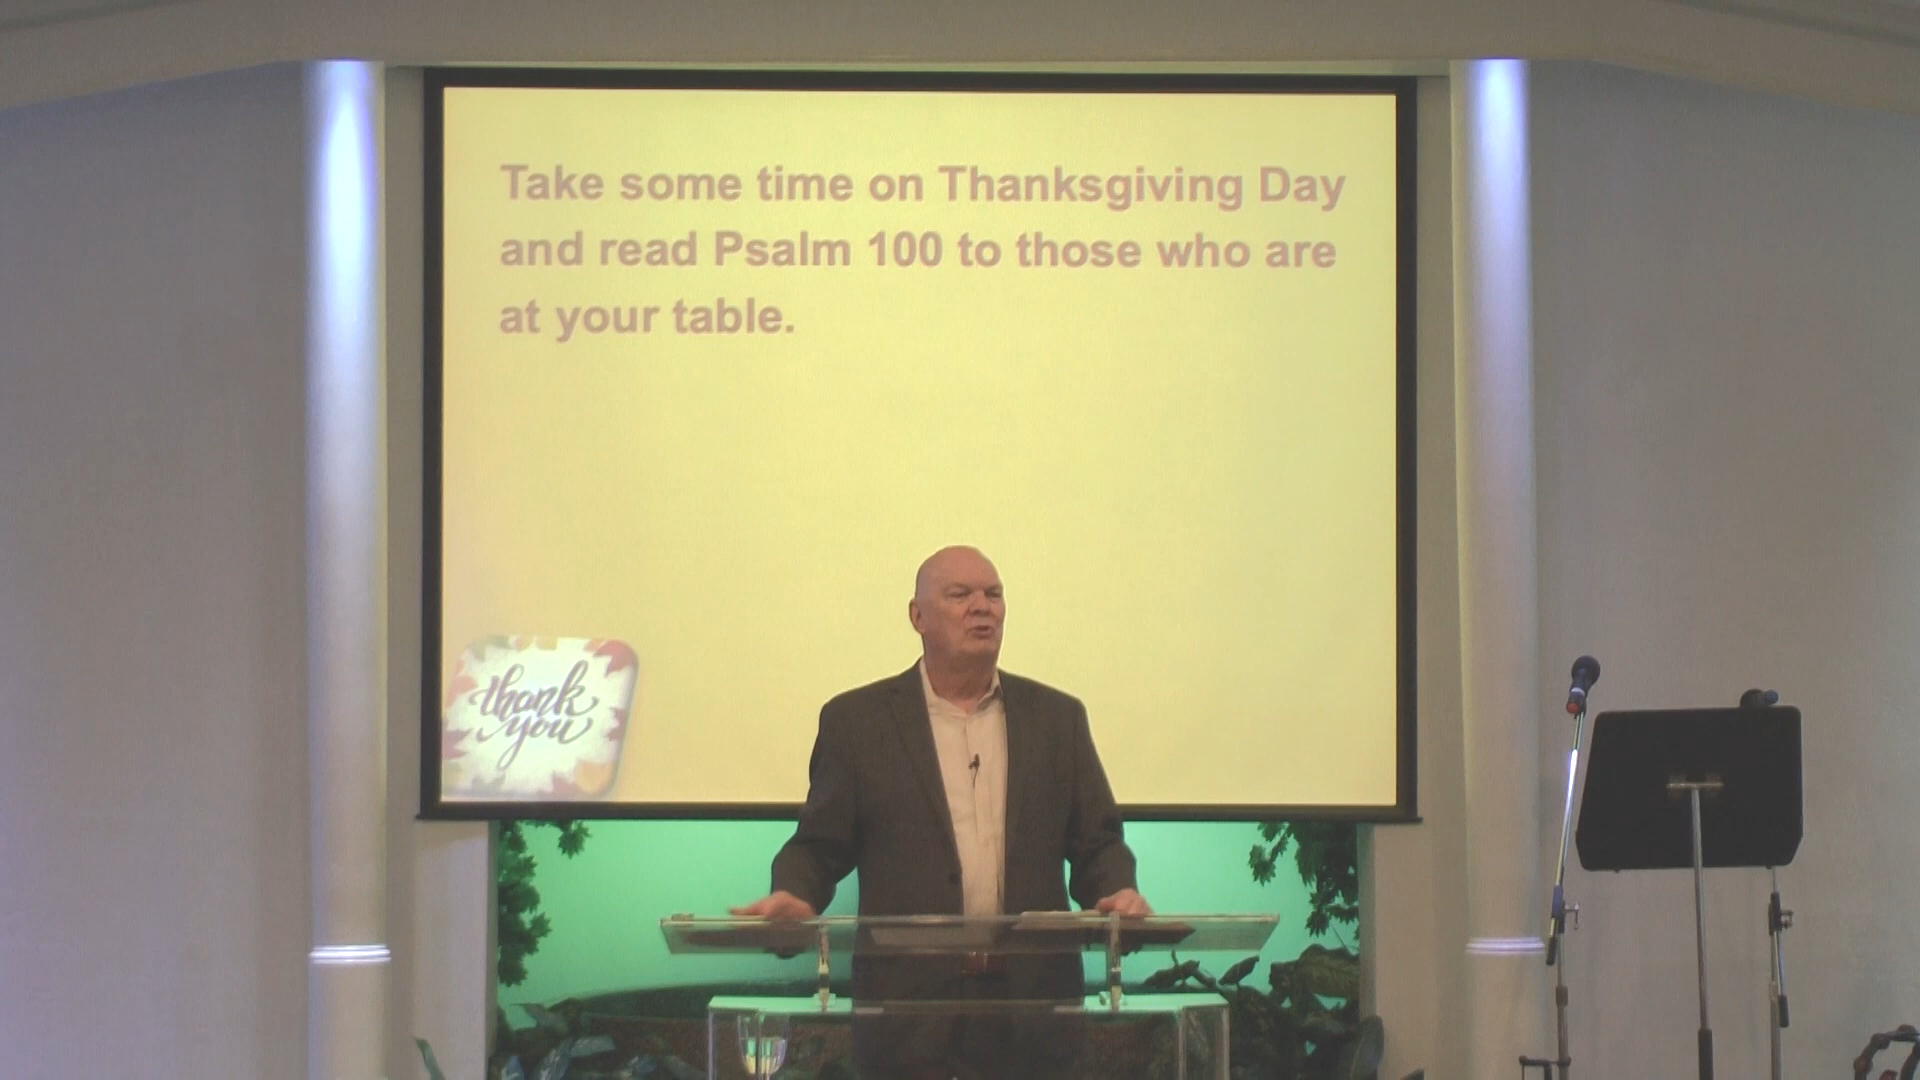 Take some time on Thanksgiving Day
and read Psalm 100 to those who are
at your table.
thank
you